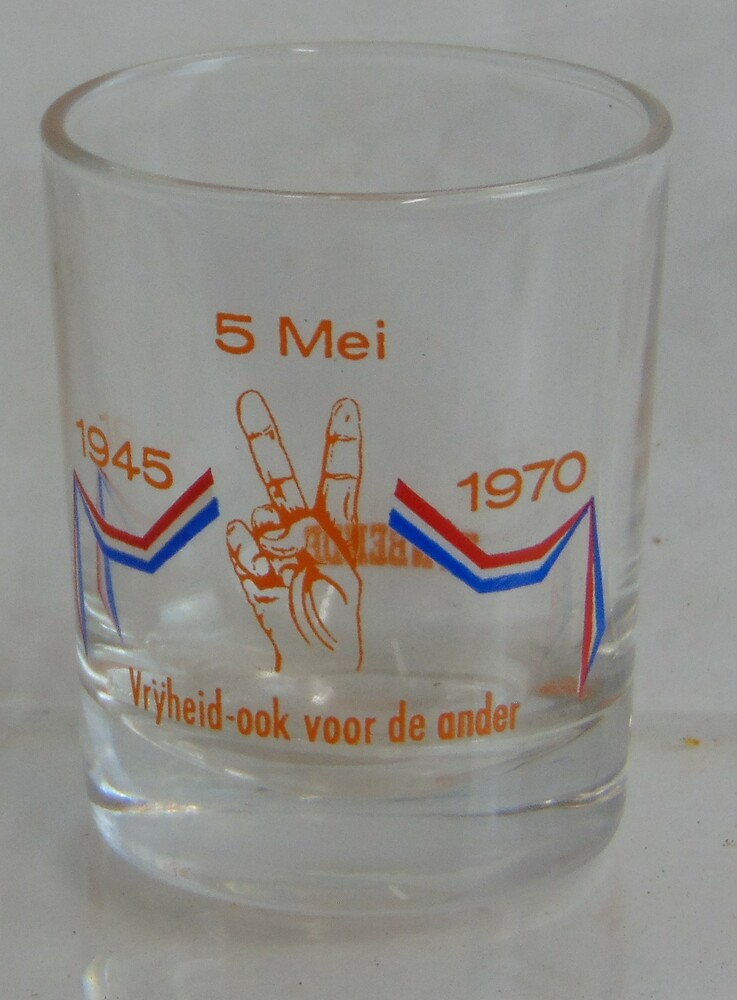 5 Mei
1945
1970
Vrÿheid-ook voor de ander